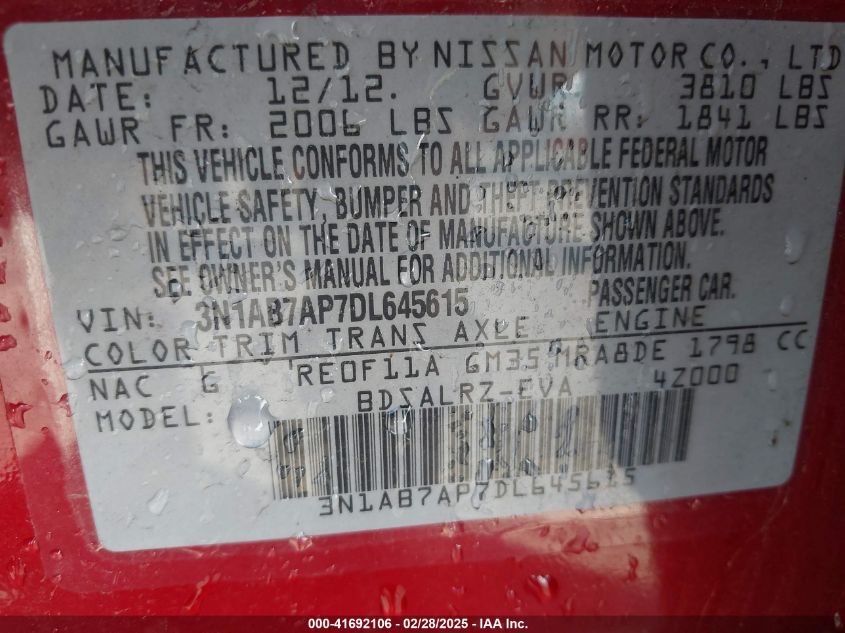 MANUFACTURED BY NISSAN MOTOR CO., LTD
DATE: 12/12. GVWR 3810 LBS
GAWR FR: 2006 LBS GAWR RR: 1841 LBS
THIS VEHICLE CONFORMS TO ALL APPLICABLE FEDERAL MOTOR
VEHICLE SAFETY, BUMPER AND THEFT PREVENTION STANDARDS
IN EFFECT ON THE DATE OF MANUFACTURE SHOWN ABOVE.
SEE OWNER'S MANUAL FOR ADDITIONAL INFORMATION.
VIN: 3N1AB7AP7DL645615 PASSENGER CAR.
COLOR TRIM TRANS AXLE ENGINE
NAC G RE0F11A GM35 MRA8DE 1798 CC
MODEL: BDSALRZ-EVA 4Z000
3N1AB7AP7DL645615
000-41692106 - 02/28/2025 - IAA Inc.